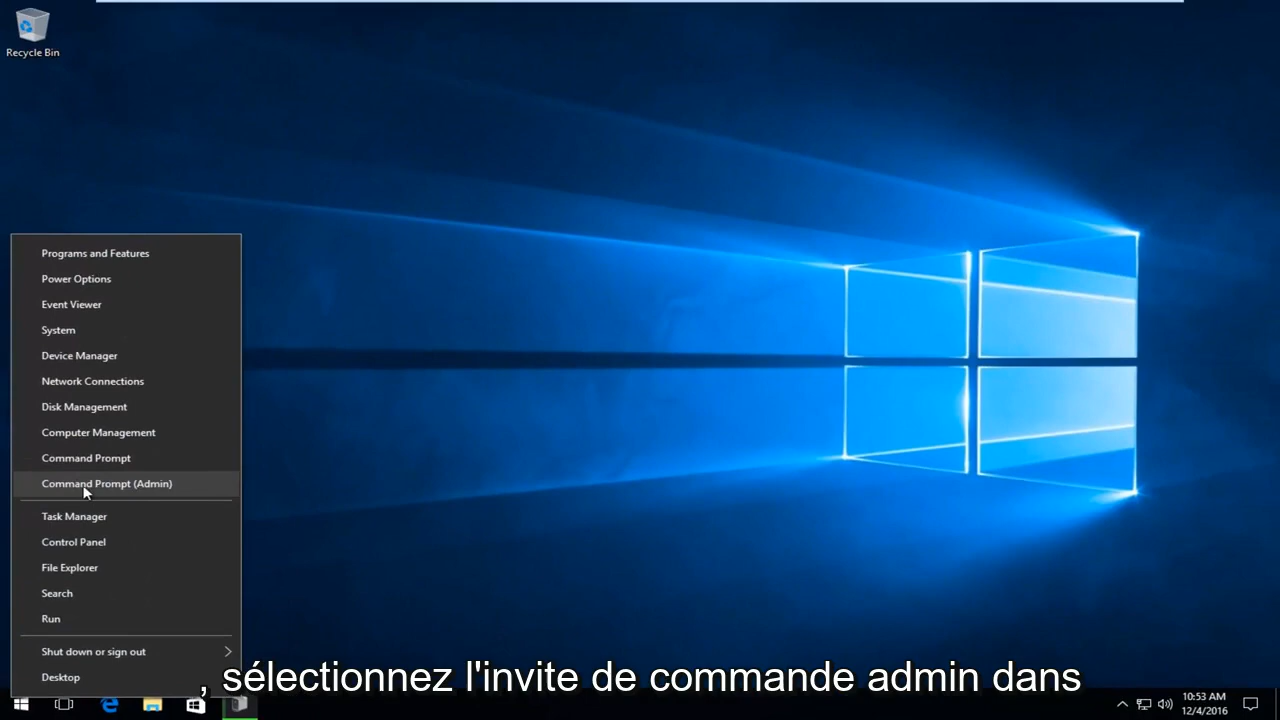 Recycle Bin
Programs and Features
Power Options
Event Viewer
System
Device Manager
Network Connections
Disk Management
Computer Management
Command Prompt
Command Prompt (Admin)
Task Manager
Control Panel
File Explorer
Search
Run
Shut down or sign out
Desktop
, sélectionnez l'invite de commande admin dans
10:53 AM
12/4/2016